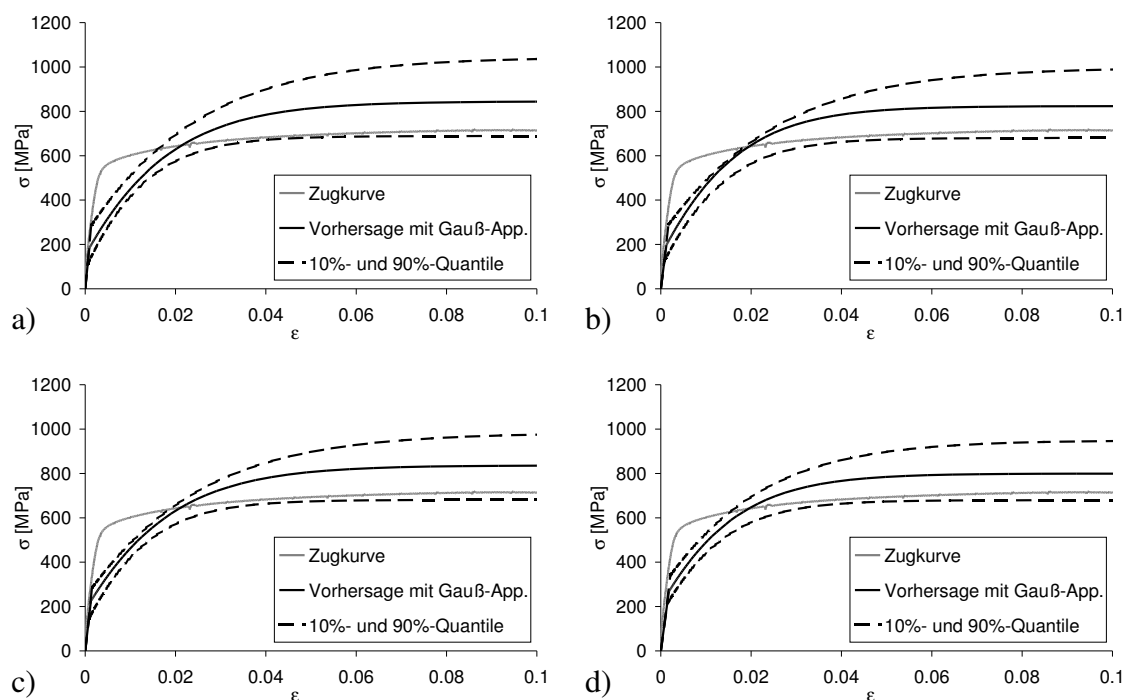 1200
1000
800
600
400
200
0
σ [MPa]
0 0.02 0.04 0.06 0.08 0.1
ε
Zugkurve
Vorhersage mit Gauß-App.
10%- und 90%-Quantile
a)
1200
1000
800
600
400
200
0
σ [MPa]
0 0.02 0.04 0.06 0.08 0.1
ε
Zugkurve
Vorhersage mit Gauß-App.
10%- und 90%-Quantile
b)
1200
1000
800
600
400
200
0
σ [MPa]
0 0.02 0.04 0.06 0.08 0.1
ε
Zugkurve
Vorhersage mit Gauß-App.
10%- und 90%-Quantile
c)
1200
1000
800
600
400
200
0
σ [MPa]
0 0.02 0.04 0.06 0.08 0.1
ε
Zugkurve
Vorhersage mit Gauß-App.
10%- und 90%-Quantile
d)